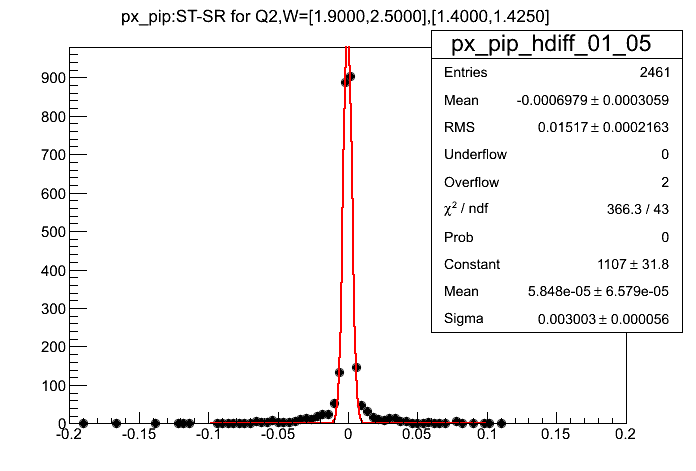 px_pip:ST-SR for Q2,W=[1.9000,2.5000],[1.4000,1.4250]
px_pip_hdiff_01_05
Entries 2461
Mean -0.0006979 ± 0.0003059
RMS 0.01517 ± 0.0002163
Underflow 0
Overflow 2
χ² / ndf 366.3 / 43
Prob 0
Constant 1107 ± 31.8
Mean 5.848e-05 ± 6.579e-05
Sigma 0.003003 ± 0.000056
900
800
700
600
500
400
300
200
100
0
-0.2 -0.15 -0.1 -0.05 0 0.05 0.1 0.15 0.2